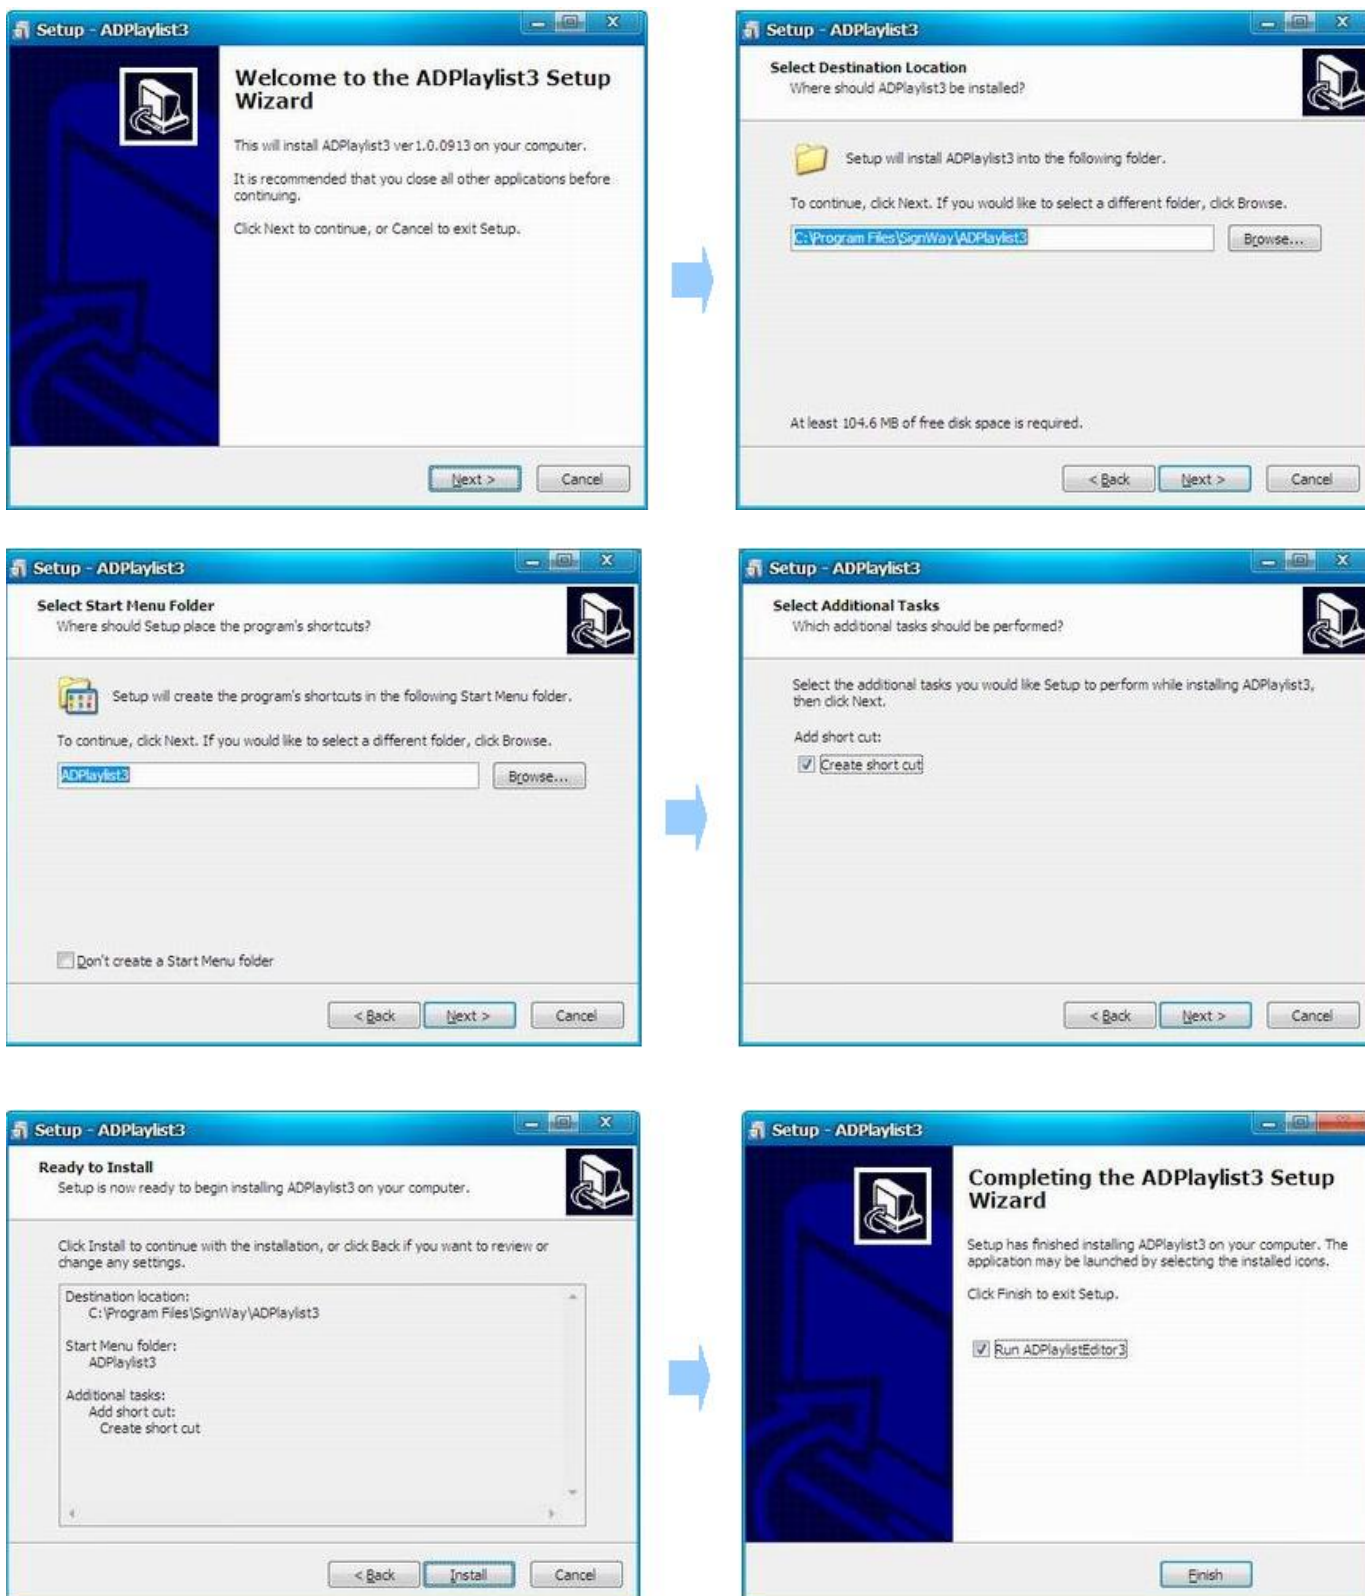 Setup - ADPlaylist3
Welcome to the ADPlaylist3 Setup
Wizard
This will install ADPlaylist3 ver1.0.0913 on your computer.
It is recommended that you close all other applications before
continuing.
Click Next to continue, or Cancel to exit Setup.
Next >
Cancel
Setup - ADPlaylist3
Select Destination Location
Where should ADPlaylist3 be installed?
Setup will install ADPlaylist3 into the following folder.
To continue, click Next. If you would like to select a different folder, click Browse.
C:\Program Files\SignWay\ADPlaylist3
Browse...
At least 104.6 MB of free disk space is required.
< Back
Next >
Cancel
Setup - ADPlaylist3
Select Start Menu Folder
Where should Setup place the program's shortcuts?
Setup will create the program's shortcuts in the following Start Menu folder.
To continue, click Next. If you would like to select a different folder, click Browse.
ADPlaylist3
Browse...
Don't create a Start Menu folder
< Back
Next >
Cancel
Setup - ADPlaylist3
Select Additional Tasks
Which additional tasks should be performed?
Select the additional tasks you would like Setup to perform while installing ADPlaylist3,
then click Next.
Add short cut:
Create short cut
< Back
Next >
Cancel
Setup - ADPlaylist3
Ready to Install
Setup is now ready to begin installing ADPlaylist3 on your computer.
Click Install to continue with the installation, or click Back if you want to review or
change any settings.
Destination location:
C:\Program Files\SignWay\ADPlaylist3
Start Menu folder:
ADPlaylist3
Additional tasks:
Add short cut:
Create short cut
< Back
Install
Cancel
Setup - ADPlaylist3
Completing the ADPlaylist3 Setup
Wizard
Setup has finished installing ADPlaylist3 on your computer. The
application may be launched by selecting the installed icons.
Click Finish to exit Setup.
Run ADPlaylistEditor3
Finish